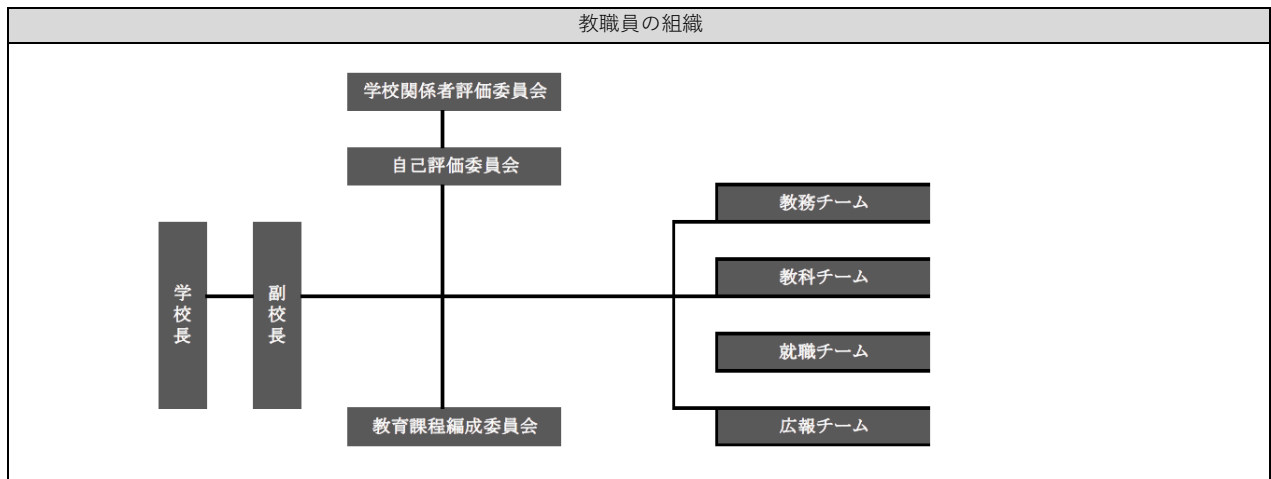 教職員の組織
学校関係者評価委員会
自己評価委員会
学校長
副校長
教育課程編成委員会
教務チーム
教科チーム
就職チーム
広報チーム